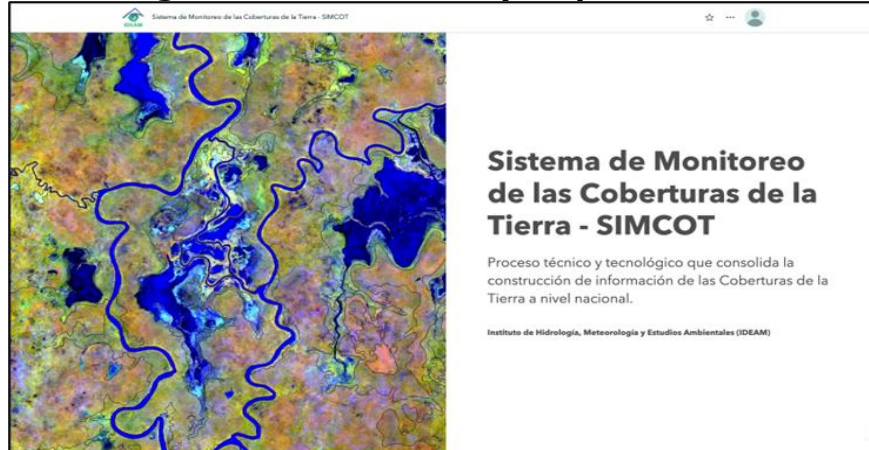 IDEAM
Sistema de Monitoreo de las Coberturas de la Tierra - SIMCOT
Sistema de Monitoreo
de las Coberturas de la
Tierra - SIMCOT
Proceso técnico y tecnológico que consolida la
construcción de información de las Coberturas de la
Tierra a nivel nacional.
Instituto de Hidrología, Meteorología y Estudios Ambientales (IDEAM)